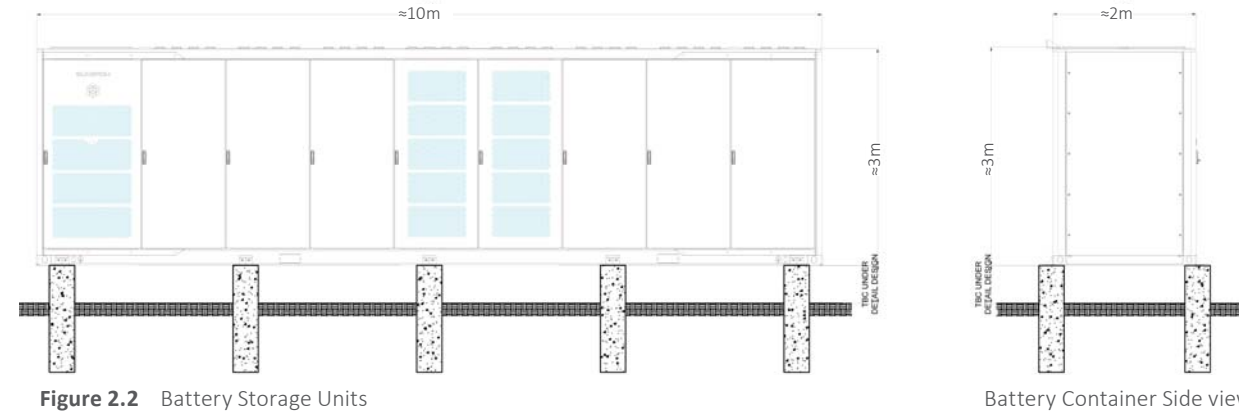 ≈10m
≈2m
≈3m
≈3m
TBC UNDER
DETAIL DESIGN
TBC UNDER
DETAIL DESIGN
Figure 2.2 Battery Storage Units
Battery Container Side view